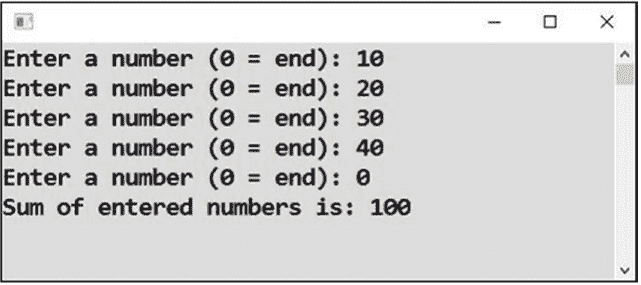 Enter a number (0 = end): 10
Enter a number (0 = end): 20
Enter a number (0 = end): 30
Enter a number (0 = end): 40
Enter a number (0 = end): 0
Sum of entered numbers is: 100